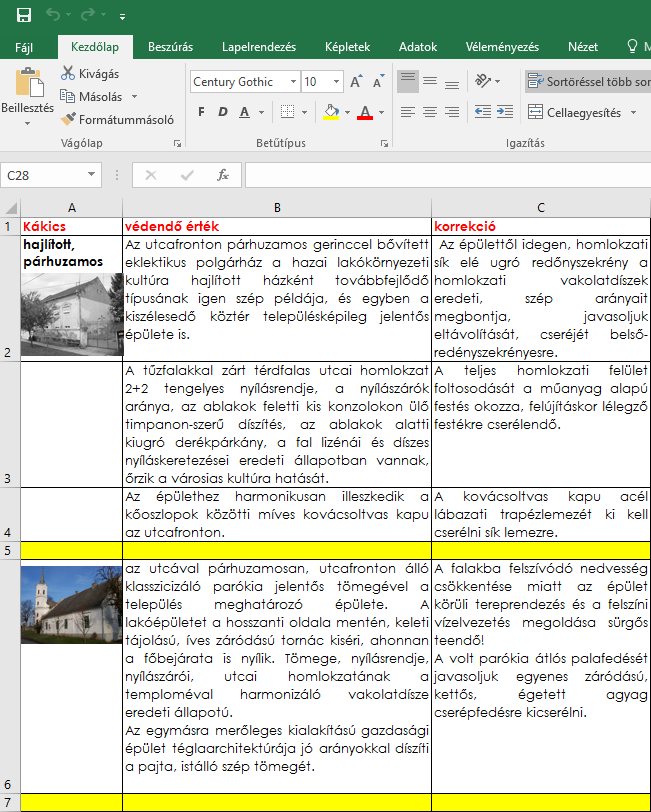 Fájl Kezdőlap Beszúrás Lapelrendezés Képletek Adatok Véleményezés Nézet M
Beillesztés
Kivágás
Másolás
Formátummásoló
Vágólap
Century Gothic 10 A A
F D A A
Betűtípus
Sortöréssel több sor
Cellaegyesítés
Igazítás
C28 fx
A B C
1 Kákics védendő érték korrekció
hajlított,
párhuzamos
2
Az utcafronton párhuzamos gerinccel bővített
eklektikus polgárház a hazai lakókörnyezeti
kultúra hajlított házként továbbfejlődő
típusának igen szép példája, és egyben a
kiszélesedő köztér településképileg jelentős
épülete is.
Az épülettől idegen, homlokzati
sík elé ugró redőnyszekrény a
homlokzati vakolatdíszek
eredeti, szép arányait
megbontja, javasoljuk
eltávolítását, cseréjét belső-
redényszekrényesre.
3
A tűzfalakkal zárt térdfalas utcai homlokzat
2+2 tengelyes nyílásrendje, a nyílászárók
aránya, az ablakok feletti kis konzolokon ülő
timpanon-szerű díszítés, az ablakok alatti
kiugró derékpárkány, a fal lizénái és díszes
nyíláskeretezései eredeti állapotban vannak,
őrzik a városias kultúra hatását.
A teljes homlokzati felület
foltosodását a műanyag alapú
festés okozza, felújításkor lélegző
festékre cserélendő.
4
Az épülethez harmonikusan illeszkedik a
kőoszlopok közötti míves kovácsoltvas kapu
az utcafronton.
A kovácsoltvas kapu acél
lábazati trapézlemezét ki kell
cserélni sík lemezre.
5
6
az utcával párhuzamosan, utcafronton álló
klasszicizáló parókia jelentős tömegével a
település meghatározó épülete. A
lakóépületet a hosszanti oldala mentén, keleti
tájolású, íves záródású tornác kiséri, ahonnan
a főbejárata is nyílik. Tömege, nyílásrendje,
nyílászárói, utcai homlokzatának a
temploméval harmonizáló vakolatdísze
eredeti állapotú.
Az egymásra merőleges kialakítású gazdasági
épület téglaarchitektúrája jó arányokkal díszíti
a pajta, istálló szép tömegét.
A falakba felszívódó nedvesség
csökkentése miatt az épület
körüli tereprendezés és a felszíni
vízelvezetés megoldása sürgős
teendő!
A volt parókia átlós palafedését
javasoljuk egyenes záródású,
kettős, égetett agyag
cserépfedésre kicserélni.
7